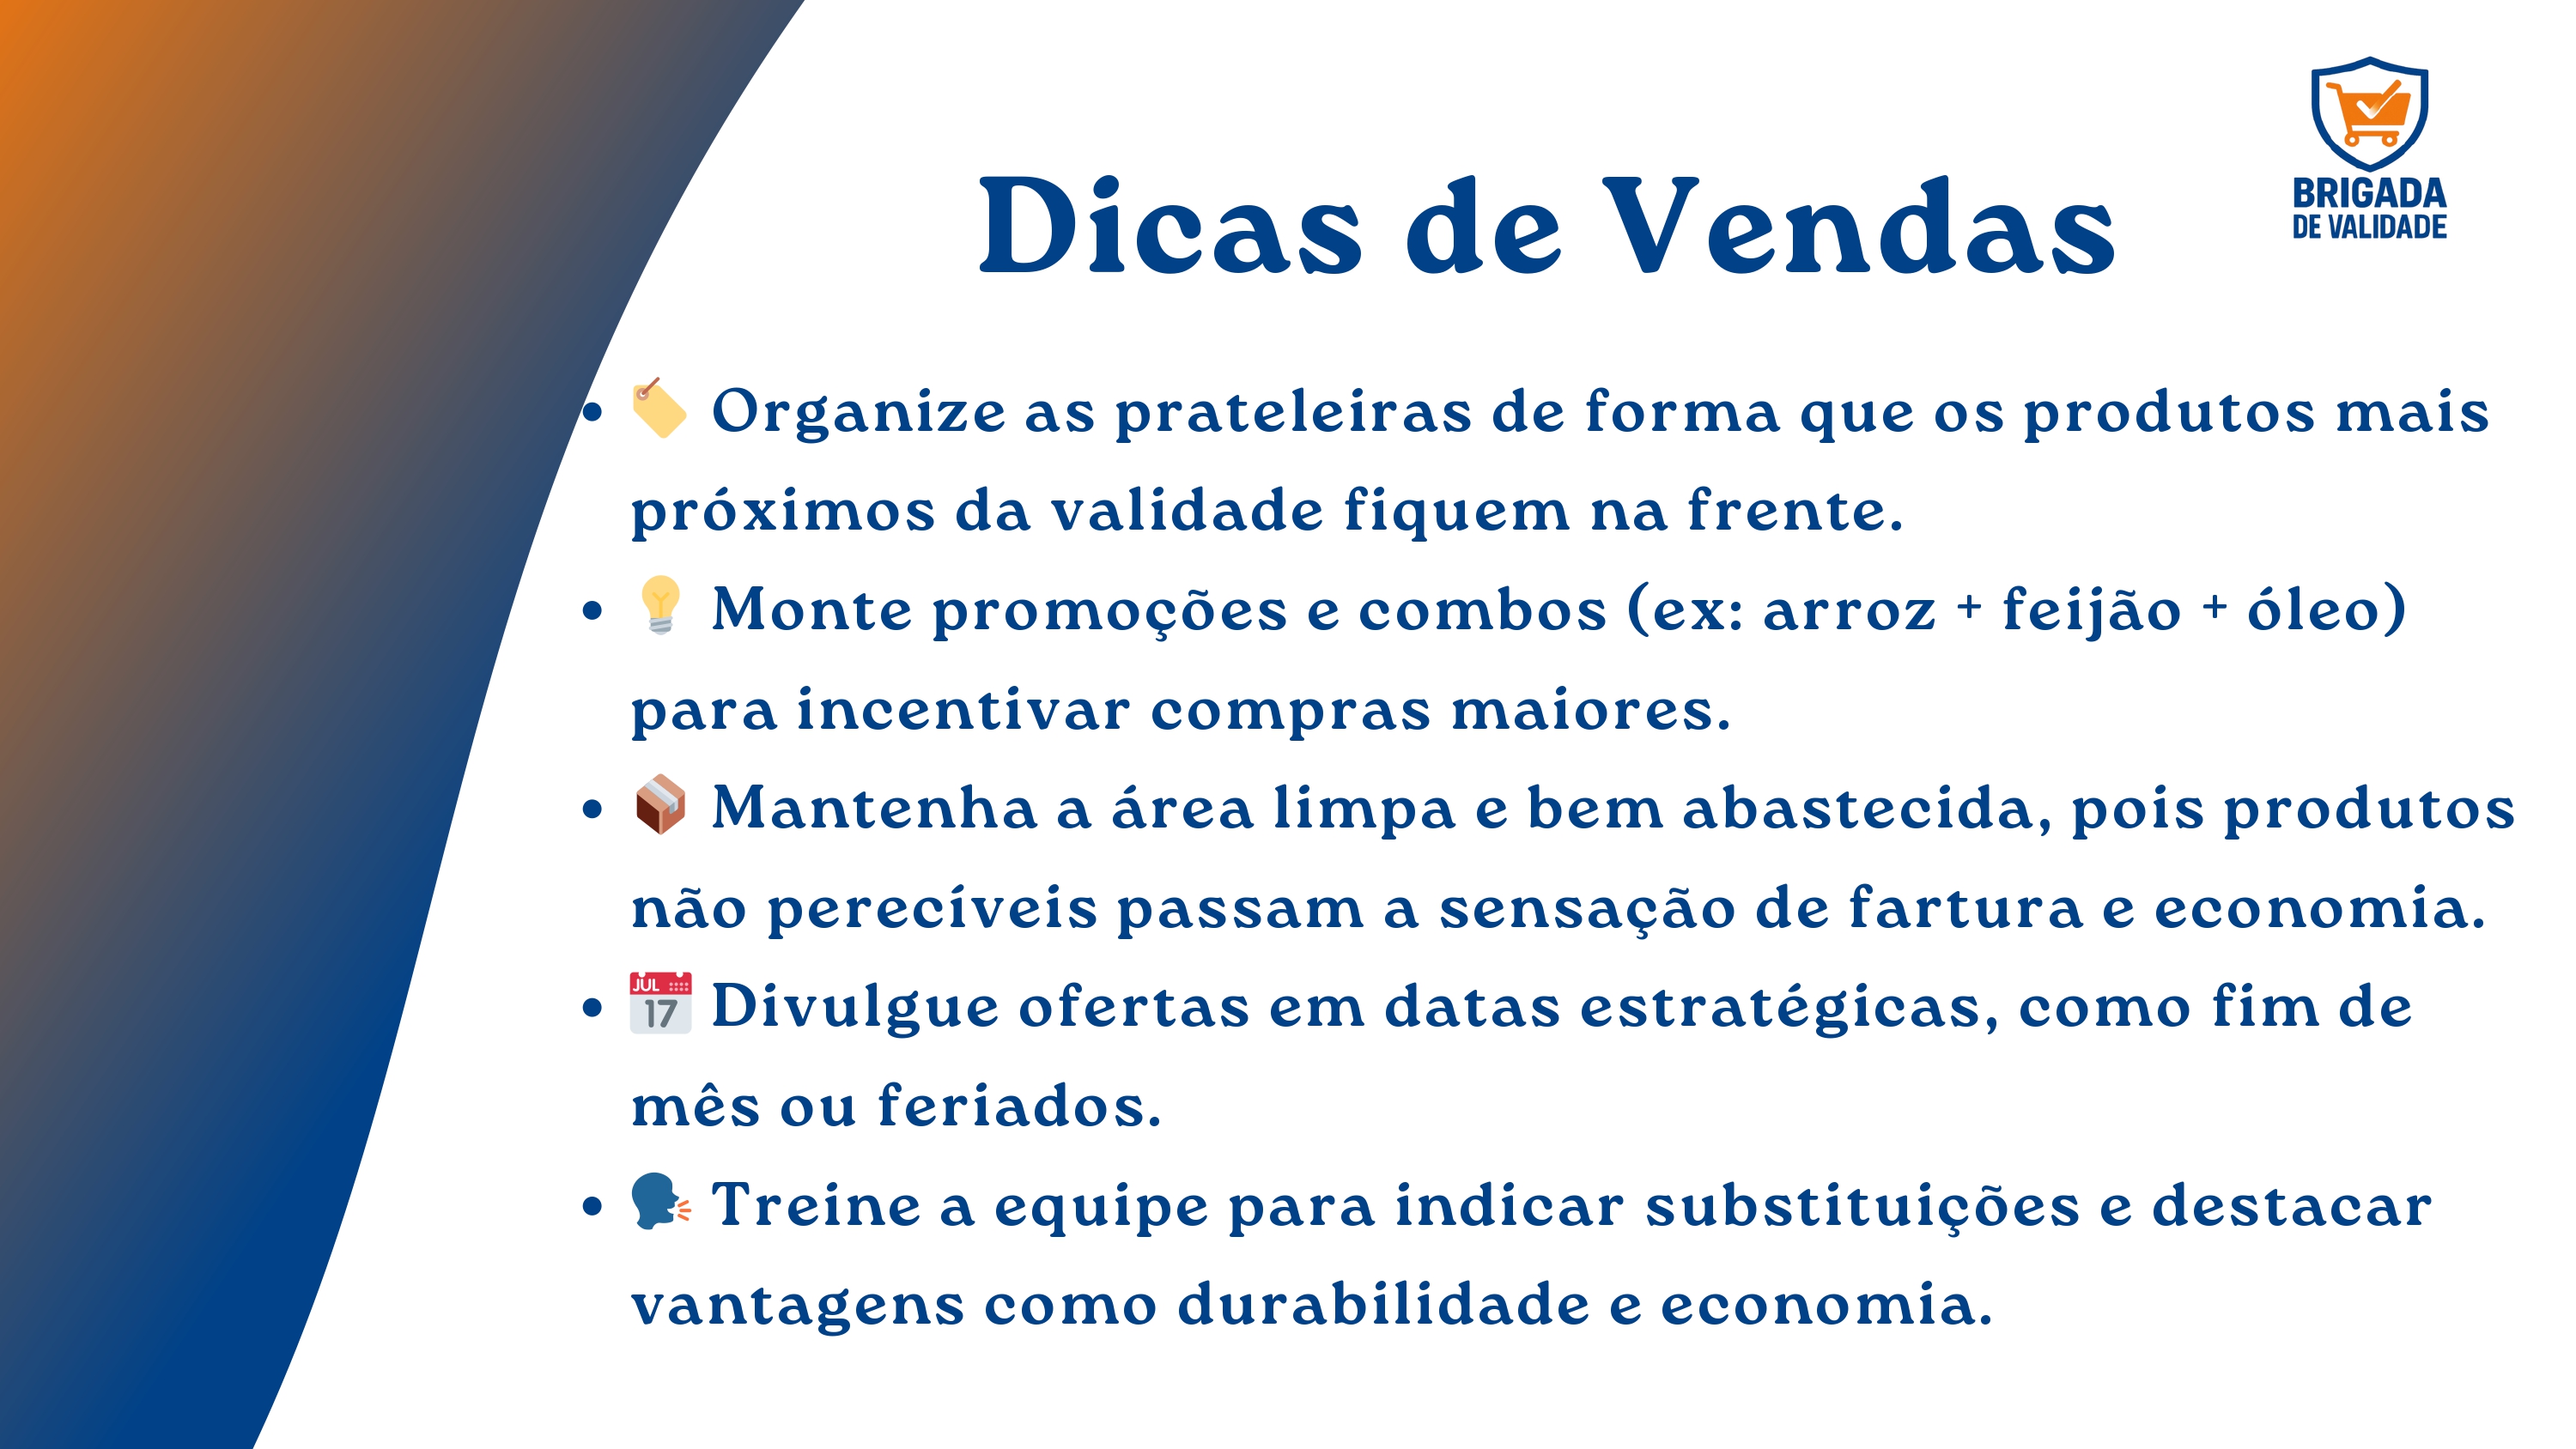 BRIGADA
DE VALIDADE
Dicas de Vendas
• 🏷️ Organize as prateleiras de forma que os produtos mais
próximos da validade fiquem na frente.
• 💡 Monte promoções e combos (ex: arroz + feijão + óleo)
para incentivar compras maiores.
• 📦 Mantenha a área limpa e bem abastecida, pois produtos
não perecíveis passam a sensação de fartura e economia.
• 📅 Divulgue ofertas em datas estratégicas, como fim de
mês ou feriados.
• 🗣️ Treine a equipe para indicar substituições e destacar
vantagens como durabilidade e economia.
JUL
17